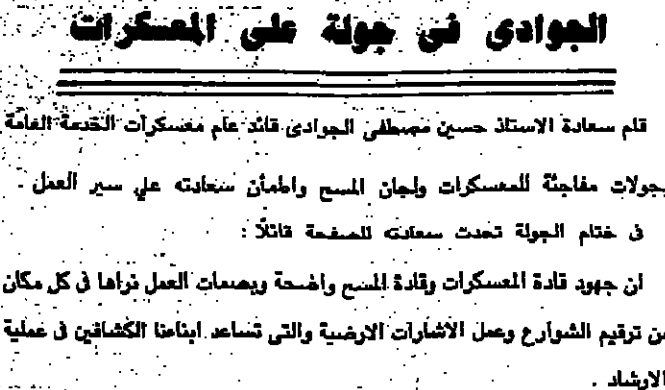 الجوادى فى جولة على المعسكرات
قام سعادة الاستاذ حسين مصطفى الجوادى قائد عام معسكرات الخدمة العامة
بجولات مفاجئة للمعسكرات ولجان المسح واطمأن سعادته على سير العمل .
فى ختام الجولة تحدث سعادته للصفحة قائلاً :
ان جهود قادة المعسكرات وقادة المسح واضحة وبصمات العمل نراها فى كل مكان
من ترقيم الشوارع وعمل الاشارات الارضية والتى تساعد ابناءنا الكشافين فى عملية
الارشاد .